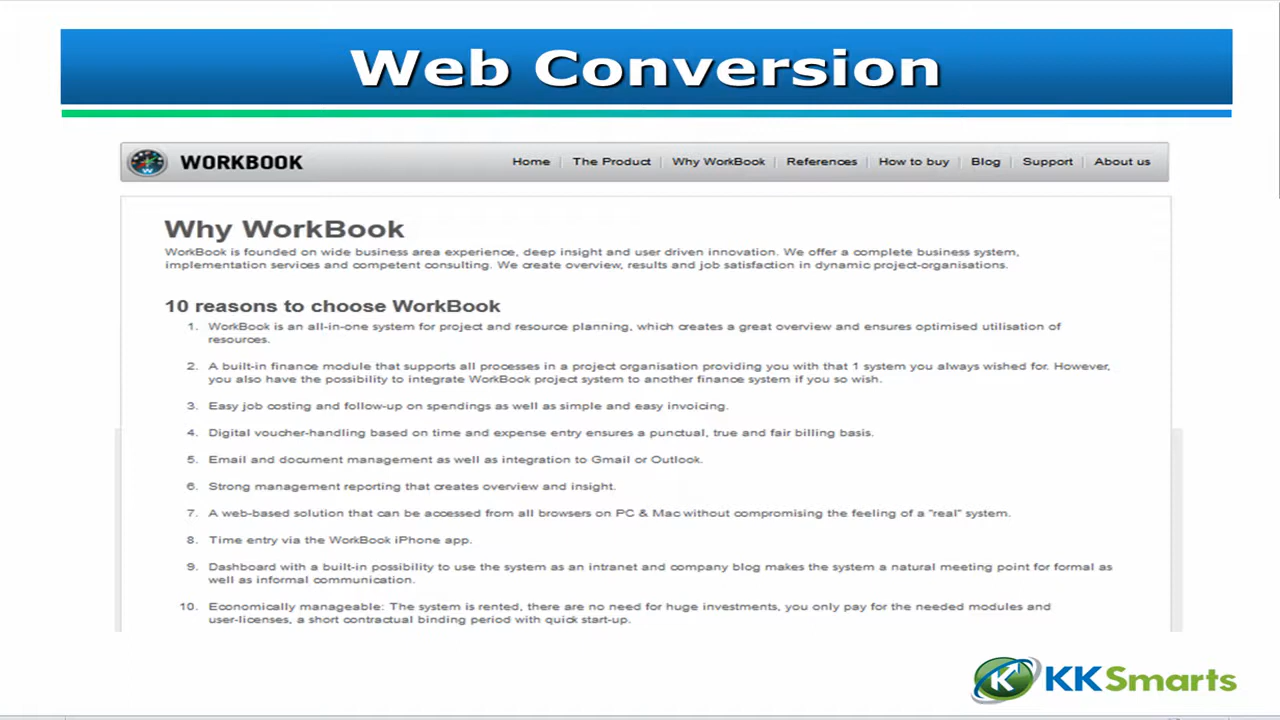 Web Conversion
WORKBOOK
Home | The Product | Why WorkBook | References | How to buy | Blog | Support | About us
Why WorkBook
WorkBook is founded on wide business area experience, deep insight and user driven innovation. We offer a complete business system,
implementation services and competent consulting. We create overview, results and job satisfaction in dynamic project-organisations.
10 reasons to choose WorkBook
1. WorkBook is an all-in-one system for project and resource planning, which creates a great overview and ensures optimised utilisation of
resources.
2. A built-in finance module that supports all processes in a project organisation providing you with that 1 system you always wished for. However,
you also have the possibility to integrate WorkBook project system to another finance system if you so wish.
3. Easy job costing and follow-up on spendings as well as simple and easy invoicing.
4. Digital voucher-handling based on time and expense entry ensures a punctual, true and fair billing basis.
5. Email and document management as well as integration to Gmail or Outlook.
6. Strong management reporting that creates overview and insight.
7. A web-based solution that can be accessed from all browsers on PC & Mac without compromising the feeling of a "real" system.
8. Time entry via the WorkBook iPhone app.
9. Dashboard with a built-in possibility to use the system as an intranet and company blog makes the system a natural meeting point for formal as
well as informal communication.
10. Economically manageable: The system is rented, there are no need for huge investments, you only pay for the needed modules and
user-licenses, a short contractual binding period with quick start-up.
K KKSmarts